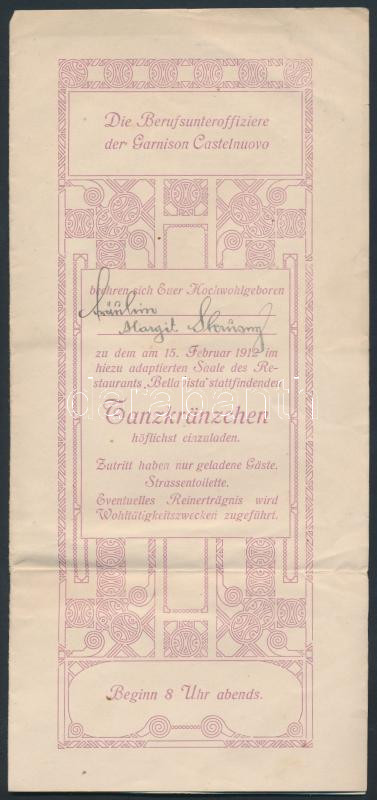 Die Berufsunteroffiziere
der Garnison Castelnuovo
beehren sich Euer Hochwohlgeboren
Fräulein
Margit
zu dem am 15. Februar 1912 im
hiezu adaptierten Saale des Re-
staurants „Bella vista“ stattfindenden
Tanzkränzchen
höflichst einzuladen.
Zutritt haben nur geladene Gäste.
Strassentoilette.
Eventuelles Reinerträgnis wird
Wohltätigkeitszwecken zugeführt.
Beginn 8 Uhr abends.